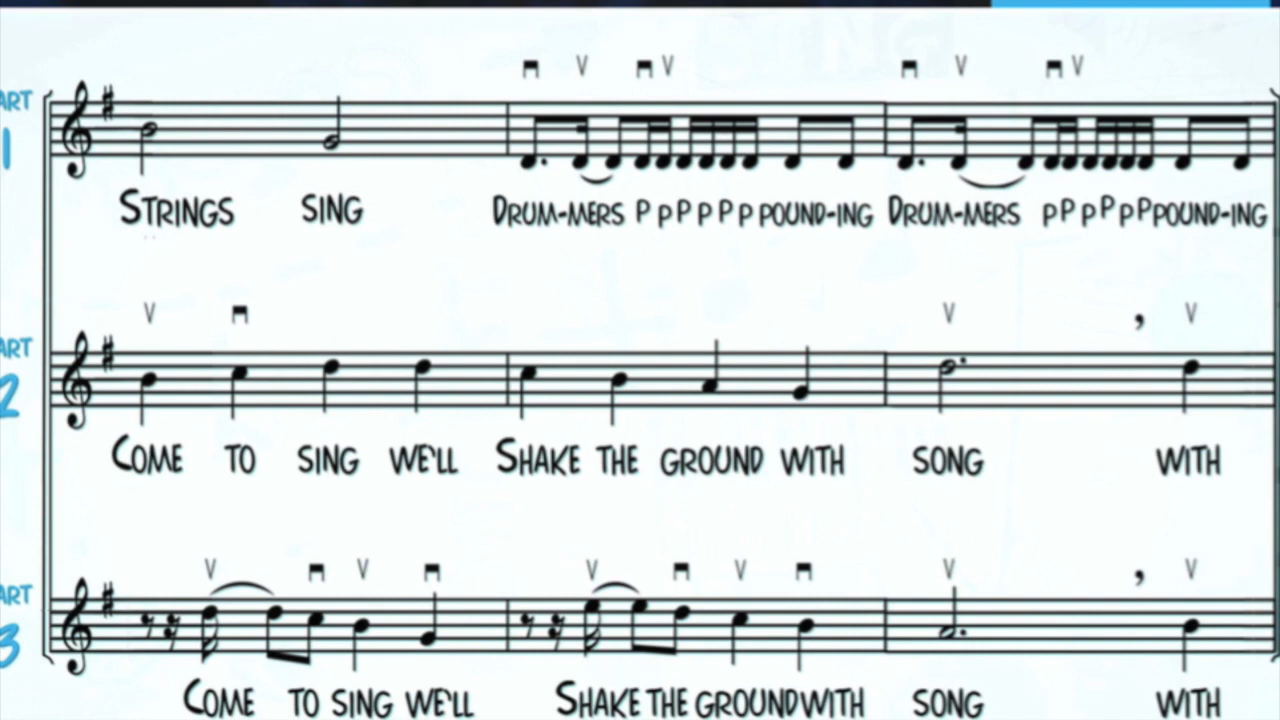 ART
1
STRINGS SING DRUM-MERS P P P P P P POUND-ING DRUM-MERS P P P P P P POUND-ING
ART
2
COME TO SING WE'LL SHAKE THE GROUND WITH SONG WITH
ART
3
COME TO SING WE'LL SHAKE THE GROUND WITH SONG WITH